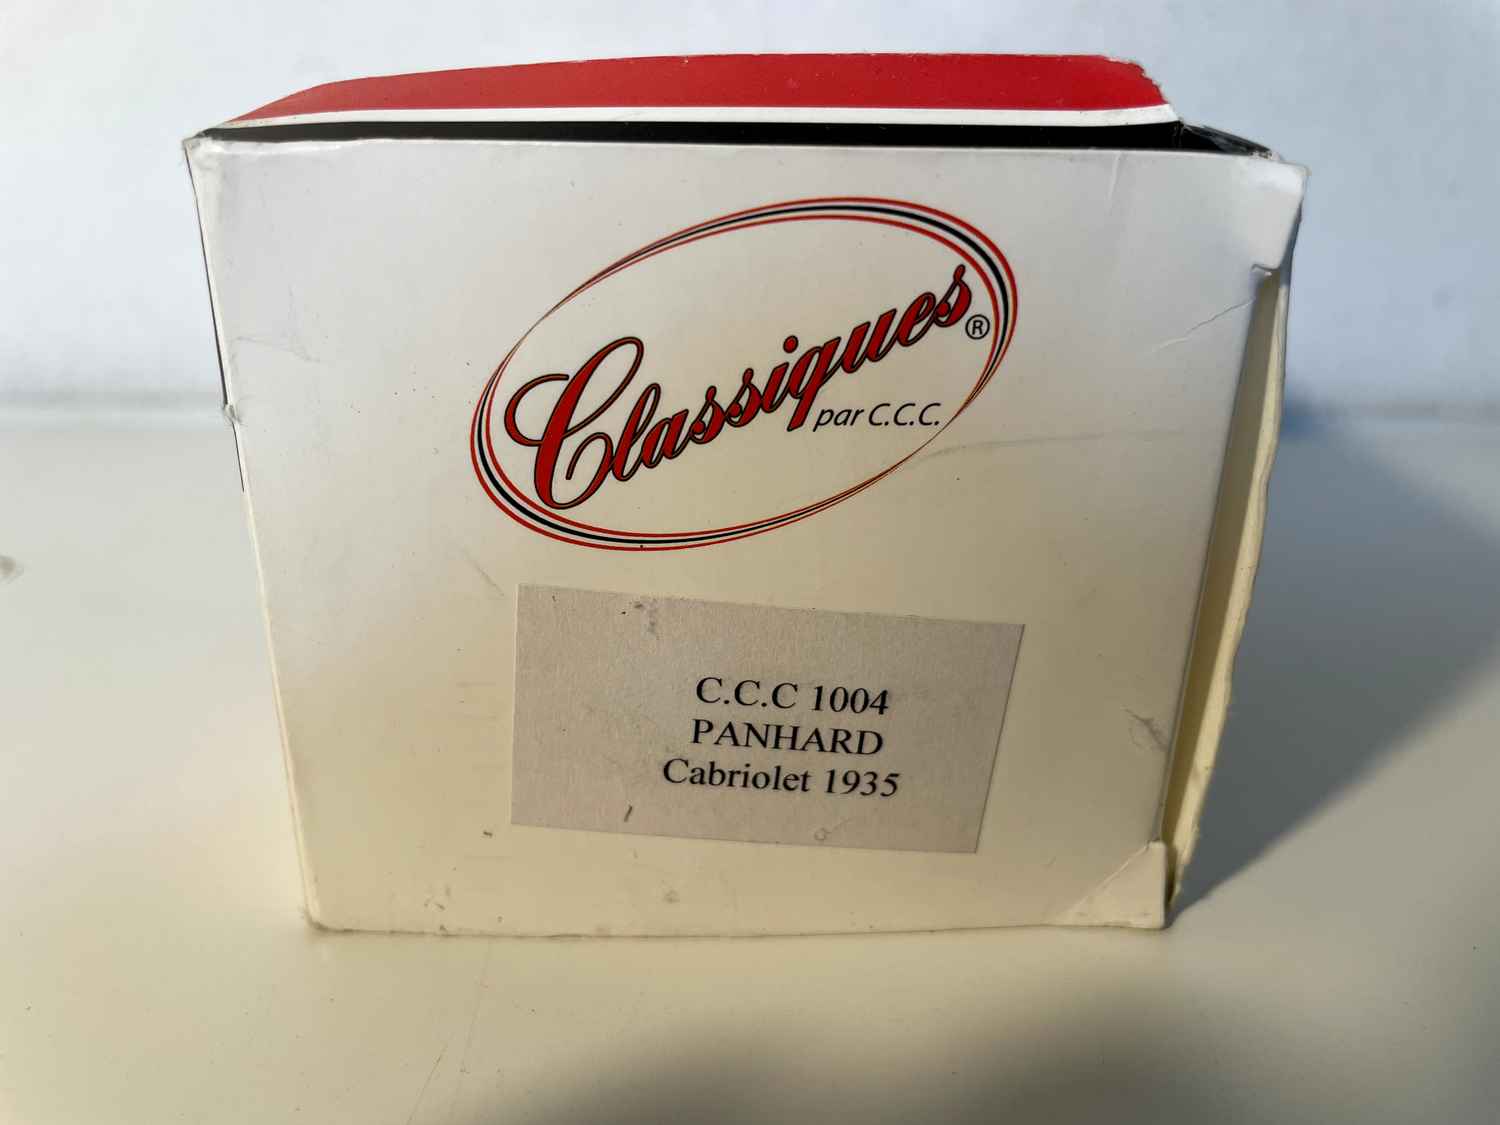 Classiques®
par C.C.C.
C.C.C 1004
PANHARD
Cabriolet 1935